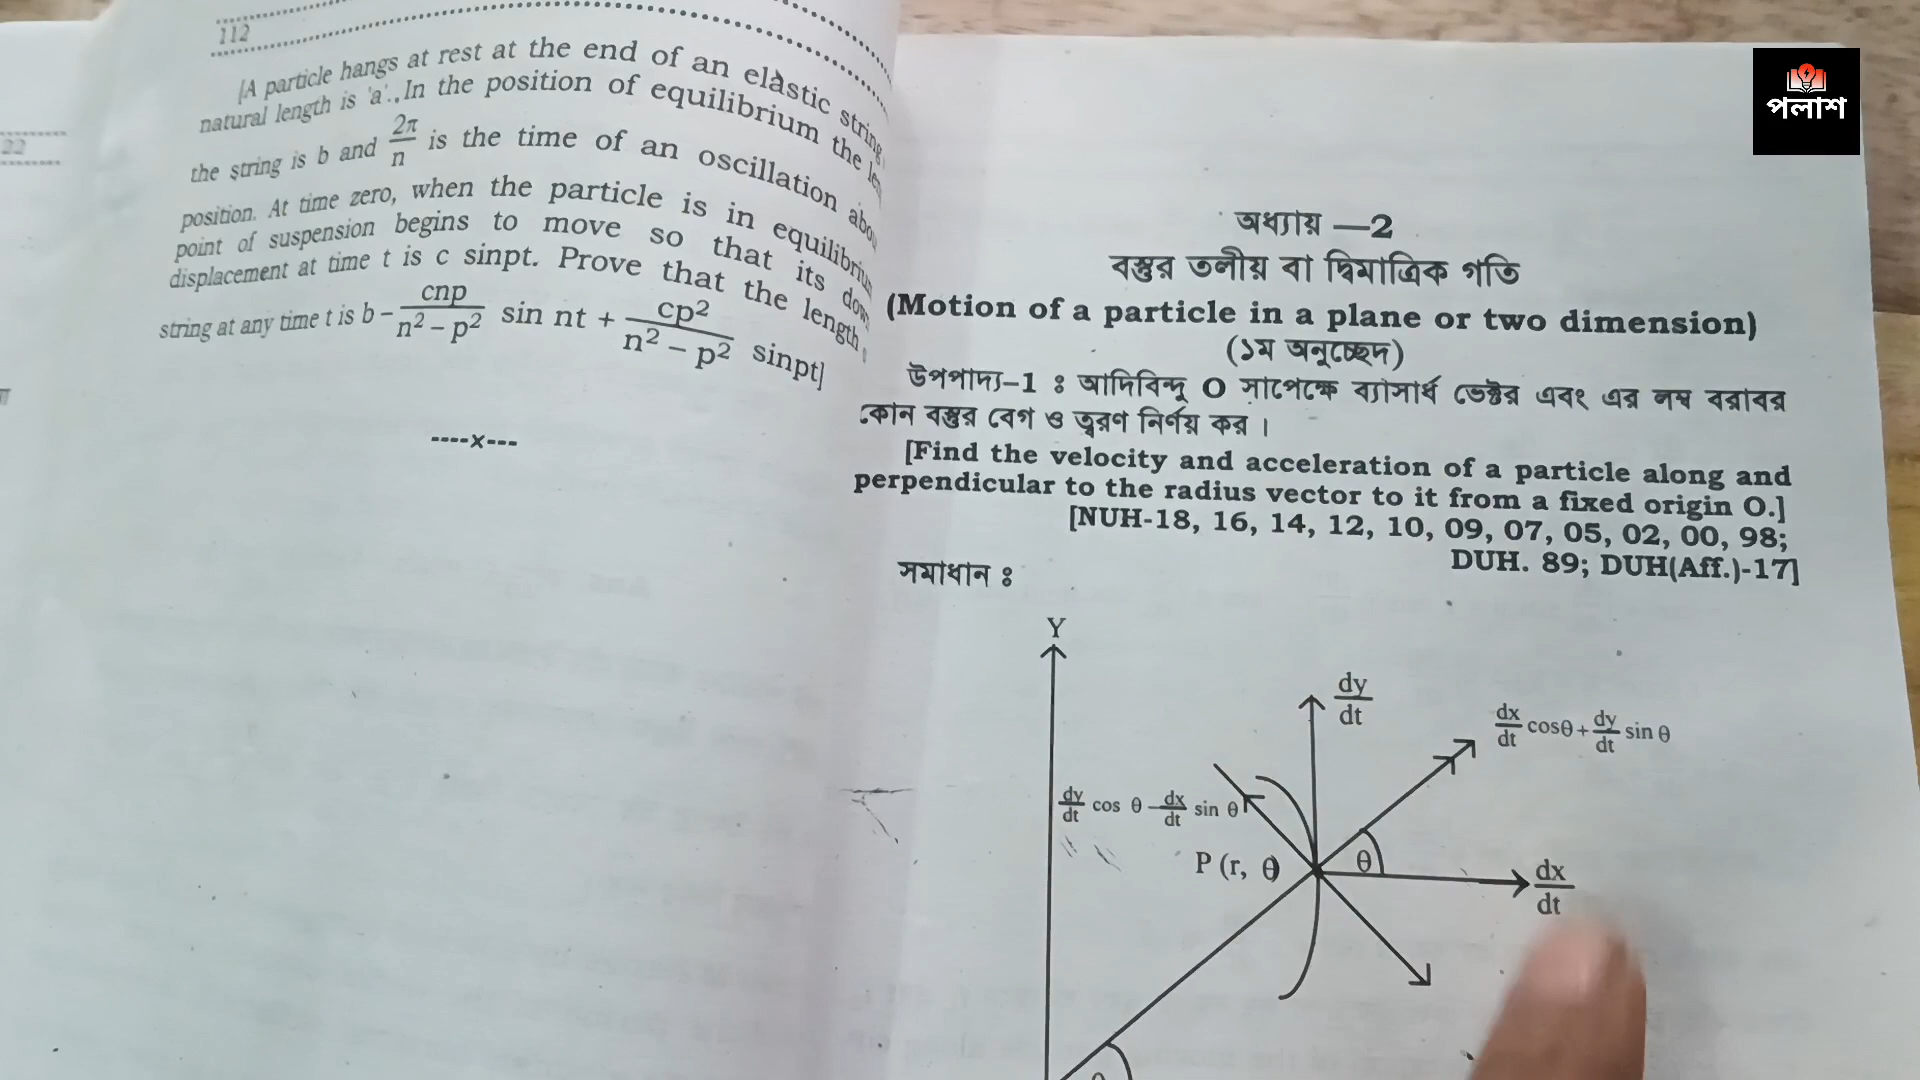 112
[A particle hangs at rest at the end of an elastic string
natural length is 'a'., In the position of equilibrium the
the string is b and 2π/n is the time of an oscillation
position. At time zero, when the particle is in
point of suspension begins to move so that its
displacement at time t is c sinpt. Prove that the length
string at any time t is b – cnp/(n² – p²) sin nt + cp²/(n² – p²) sinpt]
----x---
22
পলাশ
অধ্যায় —2
বস্তুর তলীয় বা দ্বিমাত্রিক গতি
(Motion of a particle in a plane or two dimension)
(১ম অনুচ্ছেদ)
উপপাদ্য–1 ঃ আদিবিন্দু O সাপেক্ষে ব্যাসার্ধ ভেক্টর এবং এর লম্ব বরাবর
কোন বস্তুর বেগ ও ত্বরণ নির্ণয় কর।
[Find the velocity and acceleration of a particle along and
perpendicular to the radius vector to it from a fixed origin O.]
[NUH-18, 16, 14, 12, 10, 09, 07, 05, 02, 00, 98;
DUH. 89; DUH(Aff.)-17]
সমাধান ঃ
Y
dy/dt
dx/dt cosθ + dy/dt sin θ
dy/dt cos θ – dx/dt sin θ
P (r, θ)
θ
dx/dt